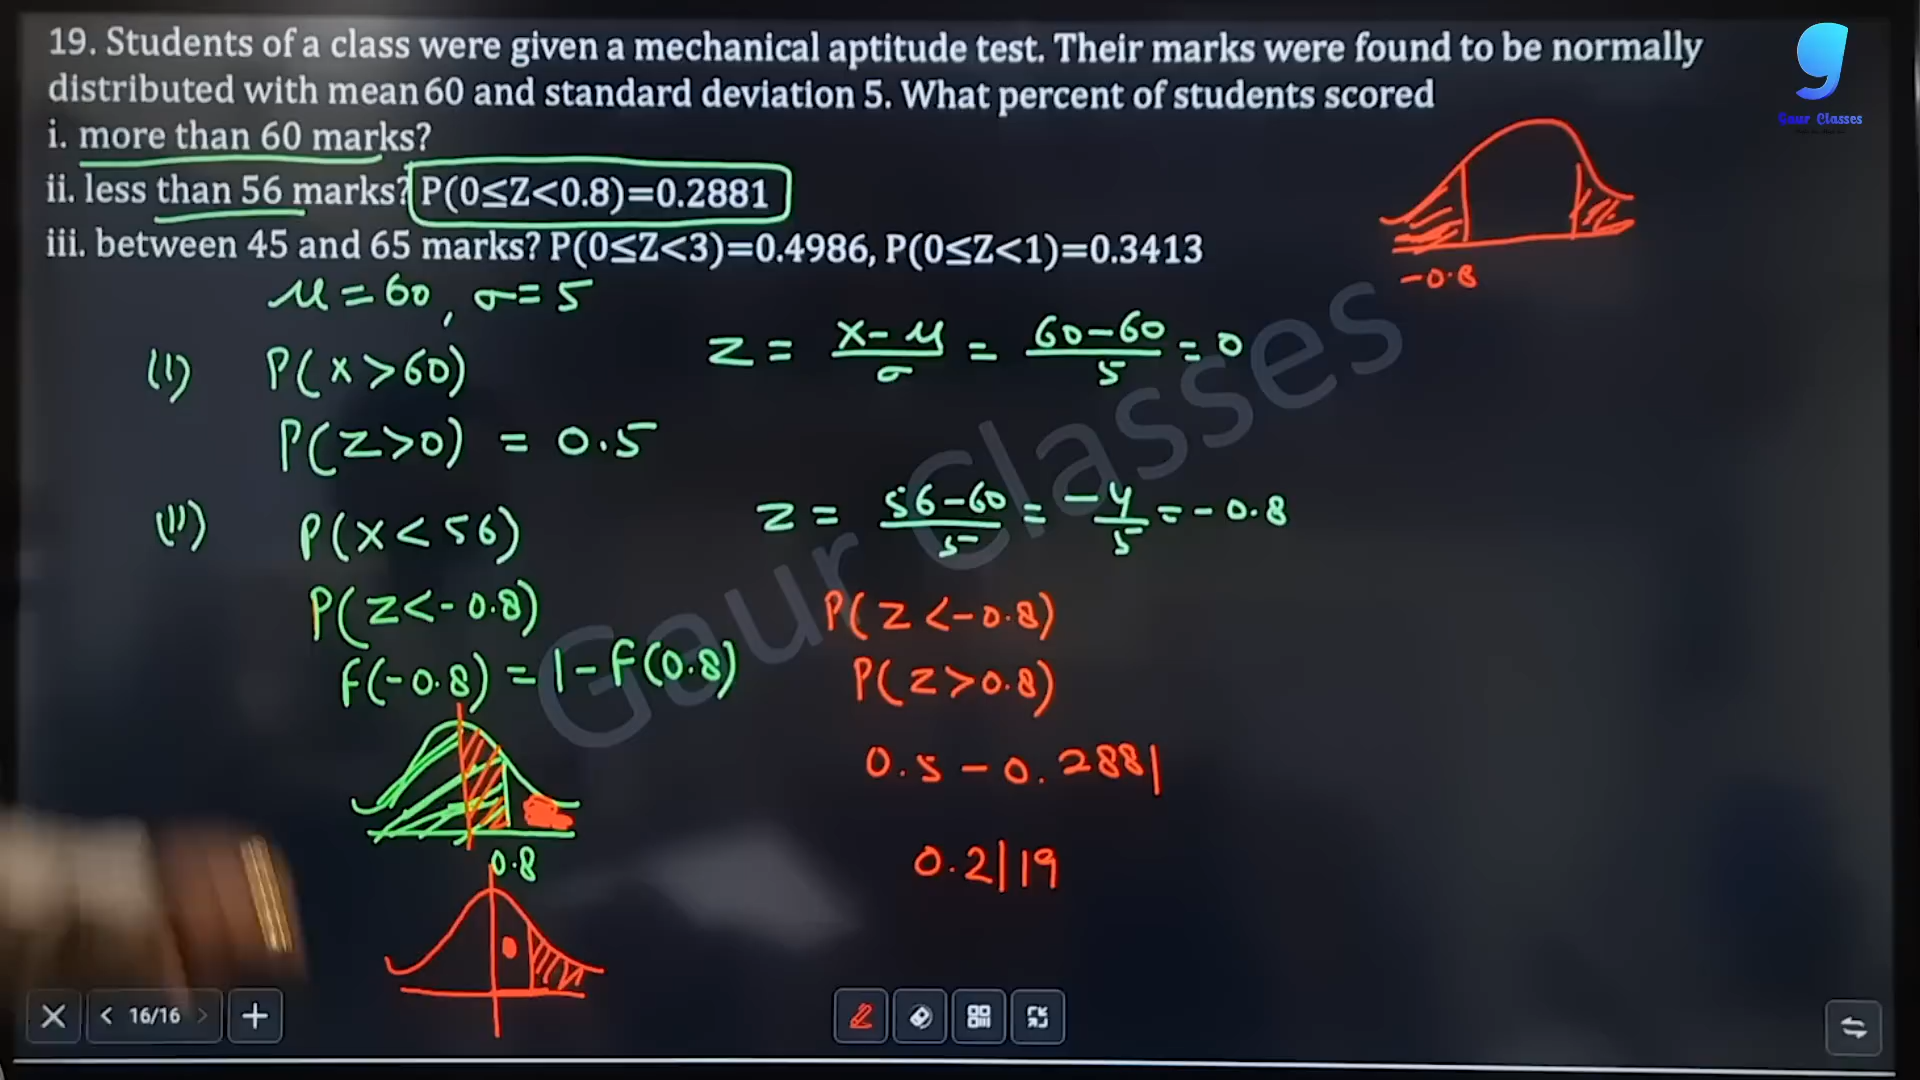 19. Students of a class were given a mechanical aptitude test. Their marks were found to be normally
distributed with mean 60 and standard deviation 5. What percent of students scored
i. more than 60 marks?
ii. less than 56 marks? P(0≤Z<0.8)=0.2881
iii. between 45 and 65 marks? P(0≤Z<3)=0.4986, P(0≤Z<1)=0.3413
g
Gaur Classes
-0.8
μ = 60, σ = 5
(I) P(x > 60)
z = x-μ/σ = 60-60/5 = 0
P(z>0) = 0.5
(II) P(x < 56)
z = 56-60/5 = -4/5 = -0.8
P(z<-0.8)
F(-0.8) = 1-F(0.8)
0.8
P(z <-0.8)
P(z>0.8)
0.5 - 0.2881
0.2119
Gaur Classes
16/16